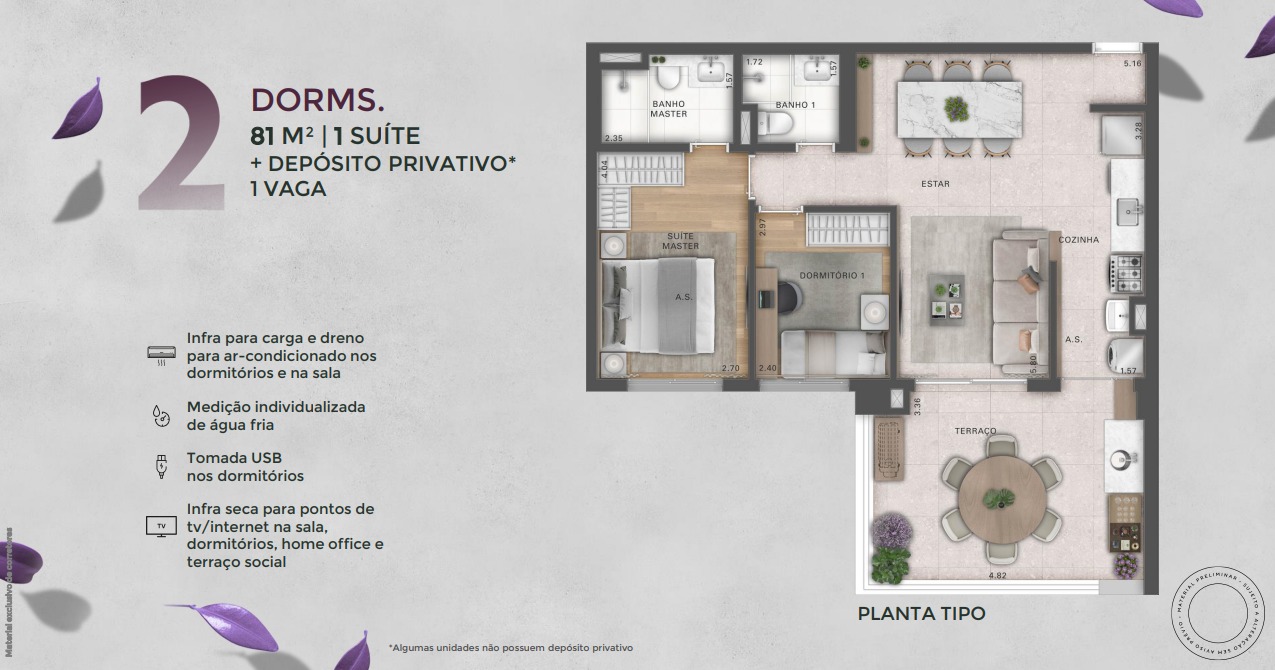 2 DORMS.
81 M² | 1 SUÍTE
+ DEPÓSITO PRIVATIVO*
1 VAGA
Infra para carga e dreno
para ar-condicionado nos
dormitórios e na sala
Medição individualizada
de água fria
Tomada USB
nos dormitórios
TV
Infra seca para pontos de
tv/internet na sala,
dormitórios, home office e
terraço social
Material exclusivo de corretores
*Algumas unidades não possuem depósito privativo
BANHO
MASTER
1.57
2.35
1.72
1.57
BANHO 1
5.16
3.28
4.04
ESTAR
SUÍTE
MASTER
A.S.
2.70
2.97
DORMITÓRIO 1
2.40
COZINHA
A.S.
5.80
1.57
3.36
TERRAÇO
4.82
PLANTA TIPO
MATERIAL PRELIMINAR - SUJEITO A ALTERAÇÃO SEM AVISO PRÉVIO -